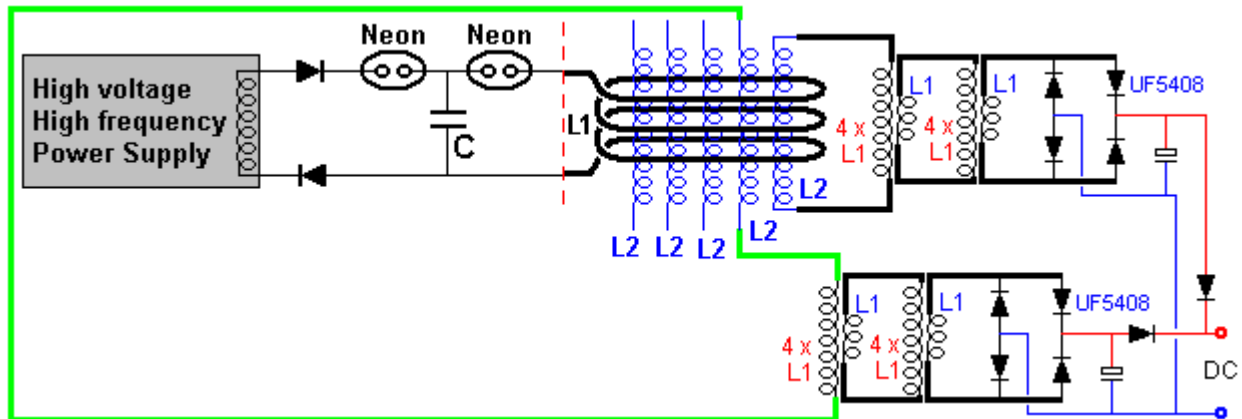 Neon
Neon
High voltage
High frequency
Power Supply
C
L1
L2
L2
L2
L2
L2
4 x
L1
L1
4 x
L1
L1
UF5408
4 x
L1
L1
4 x
L1
L1
UF5408
DC